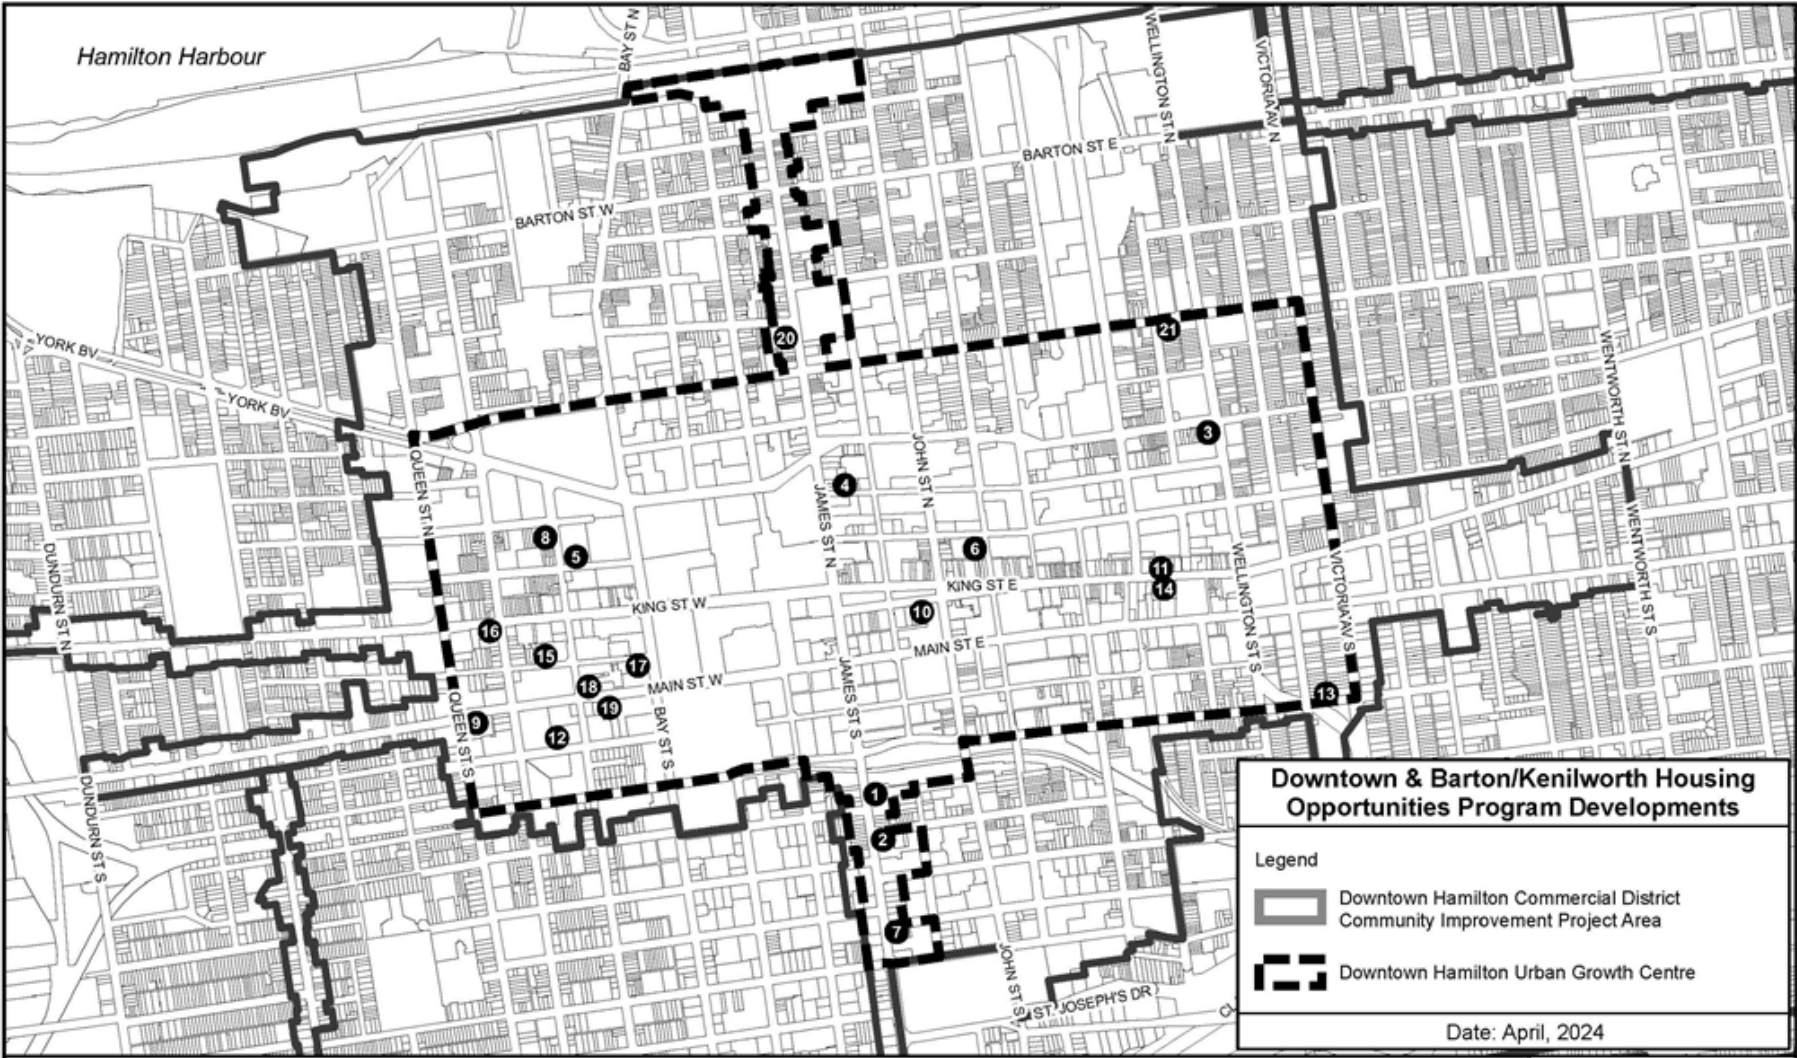 Hamilton Harbour
BAY ST N
WELLINGTON ST N
VICTORIA AV N
BARTON ST E
BARTON ST W
YORK BV
YORK BV
20
21
WENTWORTH ST N
3
QUEEN ST N
JOHN ST N
4
JAMES ST N
8
5
6
DUNDURN ST N
11
14
KING ST E
KING ST W
10
WELLINGTON ST S
VICTORIA AV S
WENTWORTH ST S
16
15
17
MAIN ST E
18
MAIN ST W
19
JAMES ST S
13
9
QUEEN ST S
12
BAY ST S
1
2
DUNDURN ST S
7
JOHN ST S
ST. JOSEPH'S DR
Downtown & Barton/Kenilworth Housing
Opportunities Program Developments
Legend
Downtown Hamilton Commercial District
Community Improvement Project Area
Downtown Hamilton Urban Growth Centre
Date: April, 2024